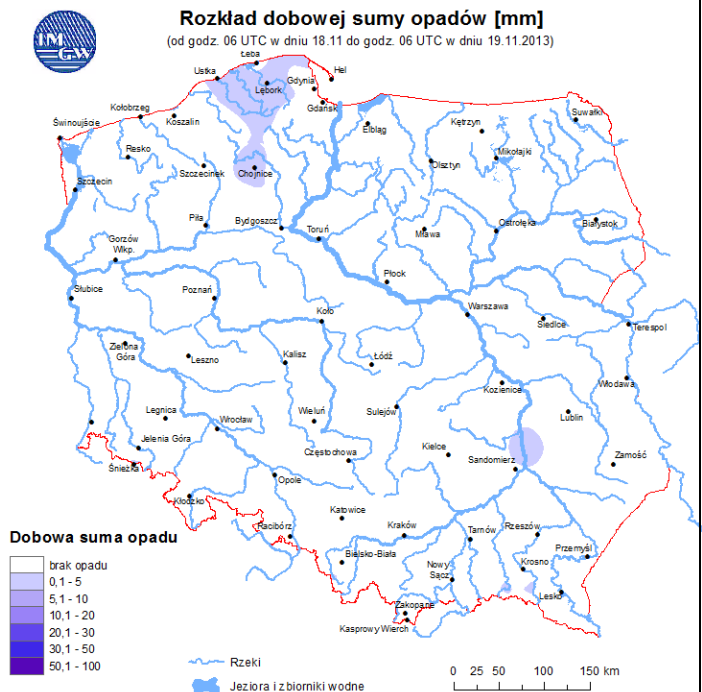 IM
GW
Rozkład dobowej sumy opadów [mm]
(od godz. 06 UTC w dniu 18.11 do godz. 06 UTC w dniu 19.11.2013)
Łeba
Ustka
Hel
Gdynia
Lębork
Gdańsk
Kołobrzeg
Koszalin
Świnoujście
Elbląg
Kętrzyn
Suwałki
Resko
Szczecinek
Chojnice
Olsztyn
Mikołajki
Szczecin
Piła
Bydgoszcz
Toruń
Mława
Ostrołęka
Białystok
Gorzów
Wlkp.
Płock
Słubice
Poznań
Koło
Warszawa
Siedlce
Terespol
Zielona
Góra
Leszno
Kalisz
Łódź
Kozienice
Włodawa
Legnica
Wrocław
Wieluń
Sulejów
Lublin
Jelenia Góra
Śnieżka
Częstochowa
Kielce
Sandomierz
Zamość
Opole
Kłodzko
Katowice
Racibórz
Kraków
Tarnów
Rzeszów
Przemyśl
Bielsko-Biała
Nowy
Sącz
Krosno
Lesko
Zakopane
Kasprowy Wierch
Dobowa suma opadu
brak opadu
0,1 - 5
5,1 - 10
10,1 - 20
20,1 - 30
30,1 - 50
50,1 - 100
Rzeki
Jeziora i zbiorniki wodne
0 25 50 100 150 km